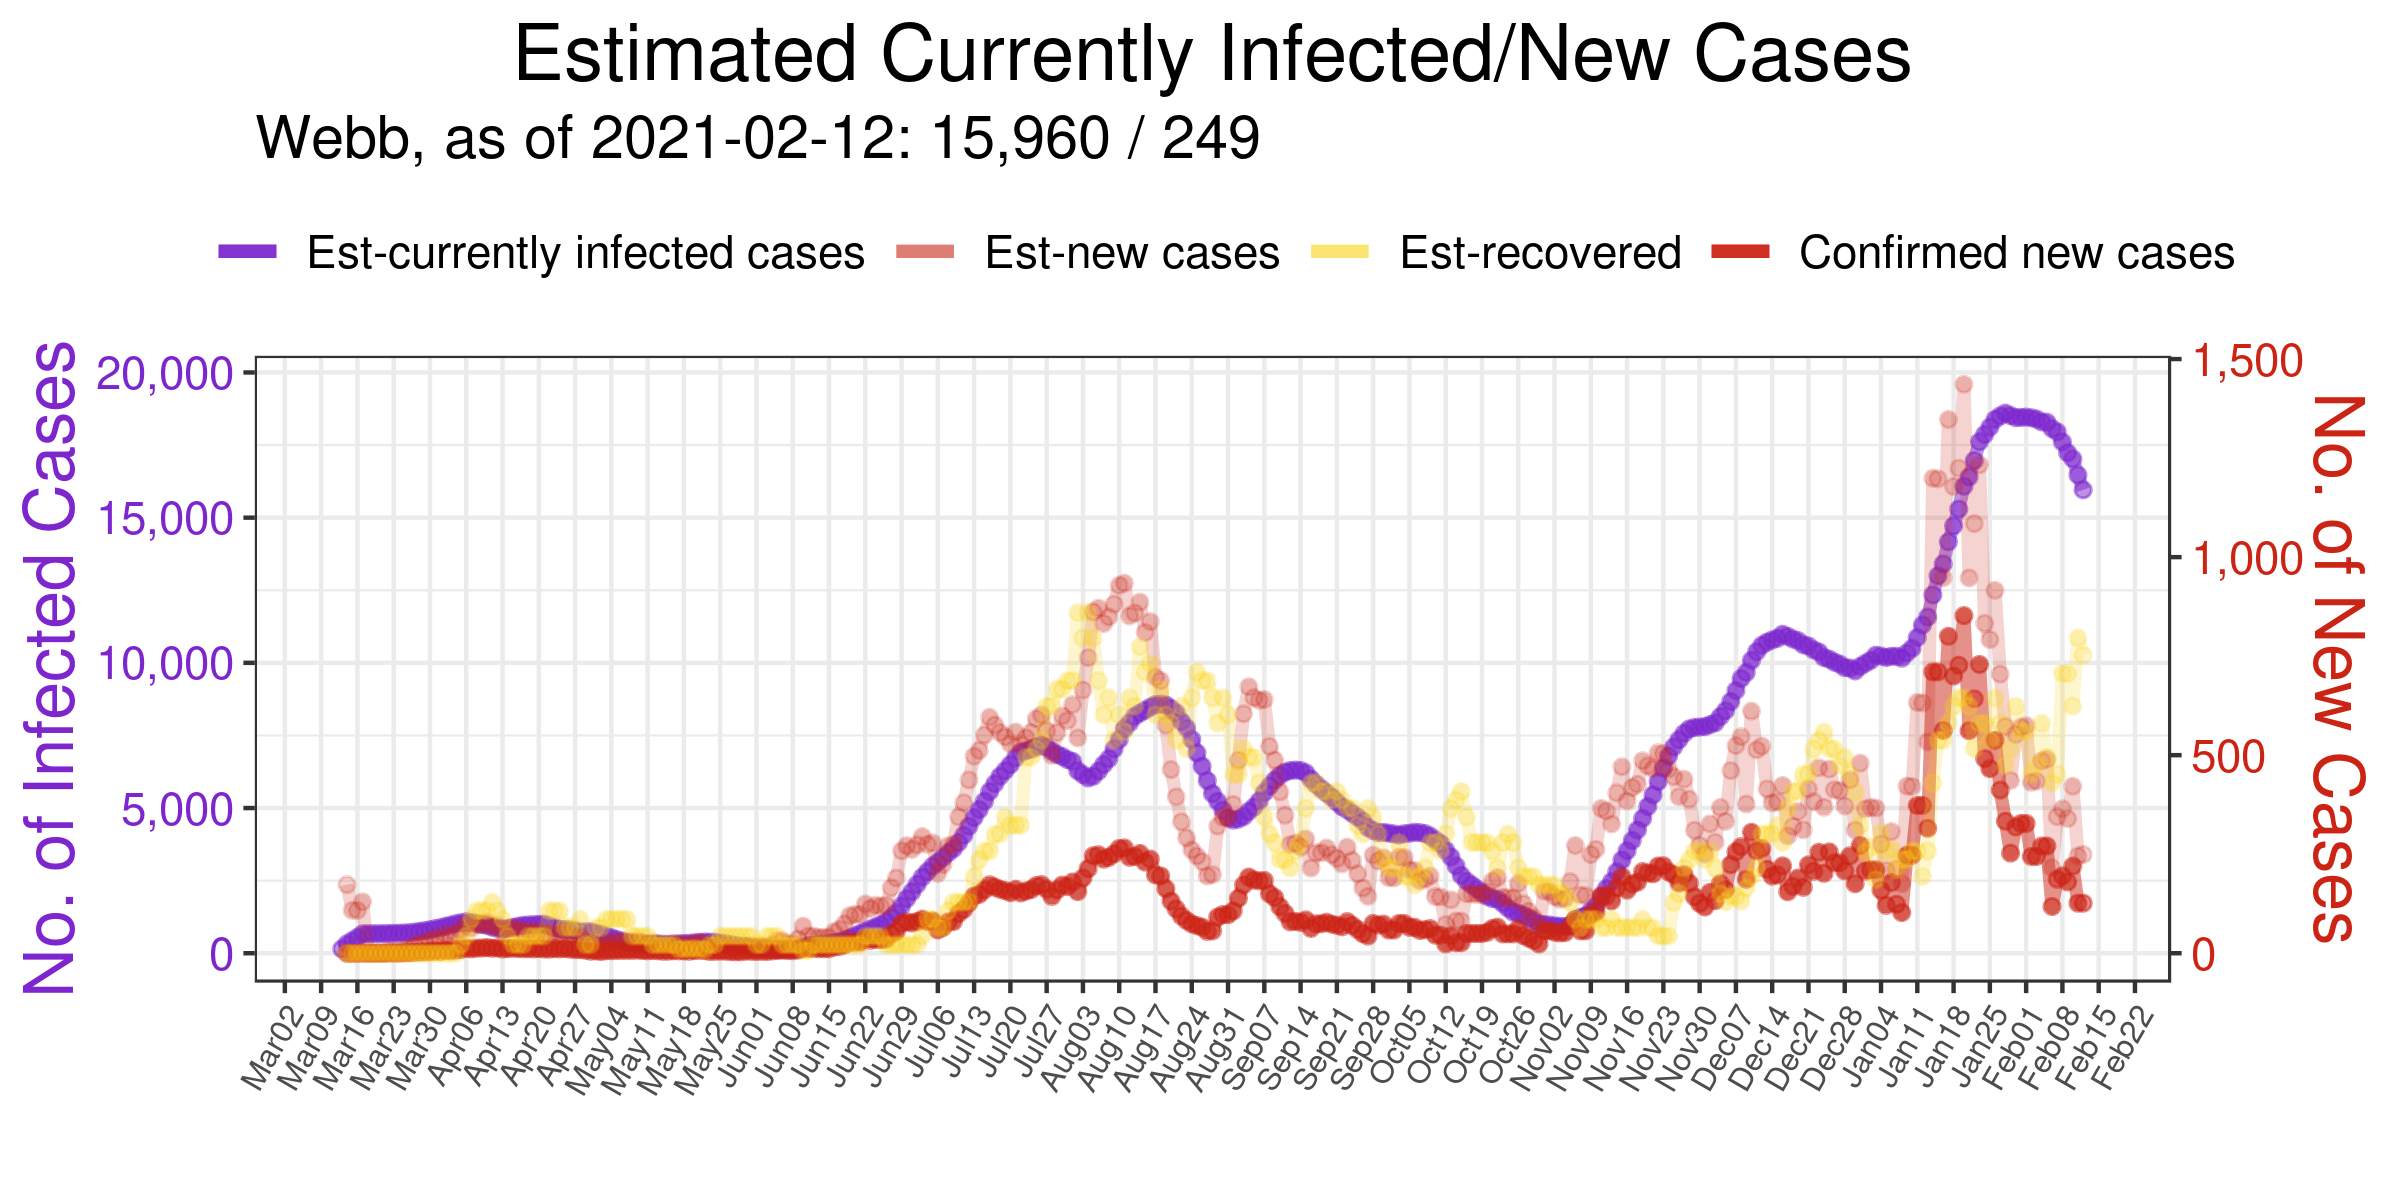 Estimated Currently Infected/New Cases
Webb, as of 2021-02-12: 15,960 / 249
Est-currently infected cases Est-new cases Est-recovered Confirmed new cases
No. of Infected Cases
20,000
15,000
10,000
5,000
0
1,500
1,000
500
0
No. of New Cases
Mar02 Mar09 Mar16 Mar23 Mar30 Apr06 Apr13 Apr20 Apr27 May04 May11 May18 May25 Jun01 Jun08 Jun15 Jun22 Jun29 Jul06 Jul13 Jul20 Jul27 Aug03 Aug10 Aug17 Aug24 Aug31 Sep07 Sep14 Sep21 Sep28 Oct05 Oct12 Oct19 Oct26 Nov02 Nov09 Nov16 Nov23 Nov30 Dec07 Dec14 Dec21 Dec28 Jan04 Jan11 Jan18 Jan25 Feb01 Feb08 Feb15 Feb22